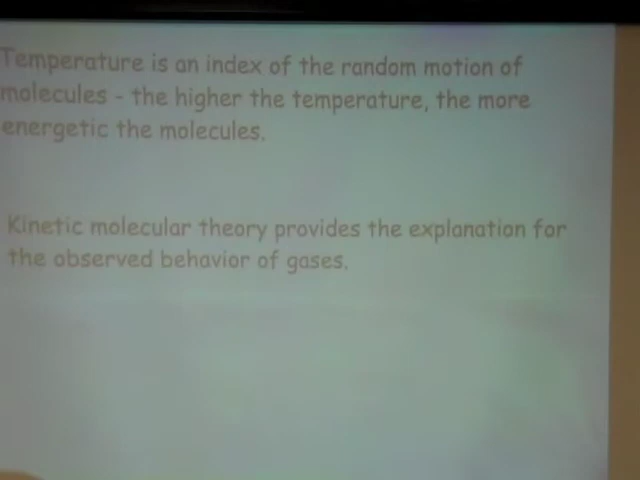 Temperature is an index of the random motion of
molecules - the higher the temperature, the more
energetic the molecules.
Kinetic molecular theory provides the explanation for
the observed behavior of gases.